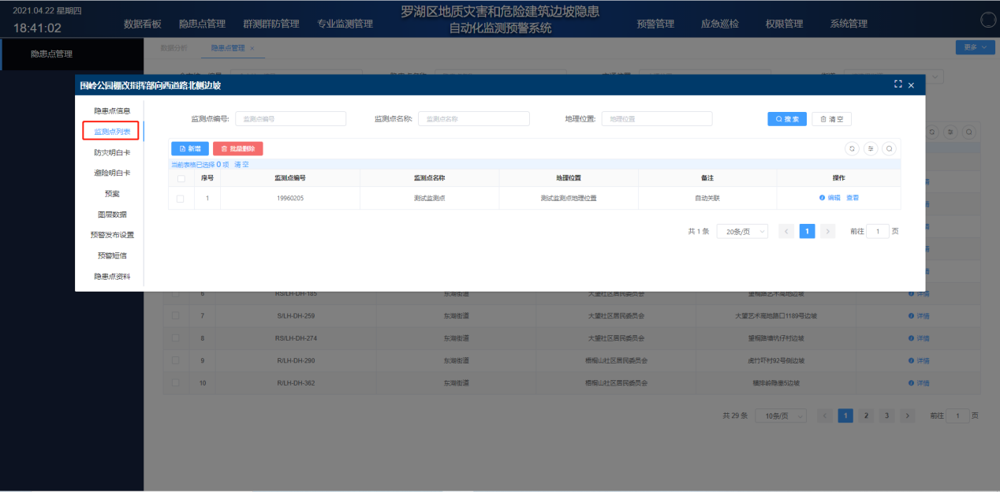 2021.04.22 星期四
18:41:02
数据看板 隐患点管理 群测群防管理 专业监测管理
罗湖区地质灾害和危险建筑边坡隐患
自动化监测预警系统
预警管理 应急巡检 权限管理 系统管理
隐患点管理
数据分析 隐患点管理 ×
更多
围岭公园棚改指挥部向西道路北侧边坡
隐患点信息
监测点列表
防灾明白卡
避险明白卡
预案
图层数据
预警发布设置
预警短信
隐患点资料
监测点编号: 监测点编号 监测点名称: 监测点名称 地理位置: 地理位置 搜索 清空
新增 批量删除
当前表格已选择 0 项 清空
序号 监测点编号 监测点名称 地理位置 备注 操作
1 19960205 测试监测点 测试监测点地理位置 自动关联 编辑 查看
共 1 条 20条/页 1 前往 1 页
6 RS/LH-DH-185 东湖街道 大望社区居民委员会 望桐路艺术高地边坡 详情
7 S/LH-DH-259 东湖街道 大望社区居民委员会 大望艺术高地路口1189号边坡 详情
8 RS/LH-DH-274 东湖街道 大望社区居民委员会 望桐路塘坑仔村边坡 详情
9 R/LH-DH-290 东湖街道 梧桐山社区居民委员会 虎竹吓村92号侧边坡 详情
10 R/LH-DH-362 东湖街道 梧桐山社区居民委员会 横排岭隐患5边坡 详情
共 29 条 10条/页 1 2 3 前往 1 页